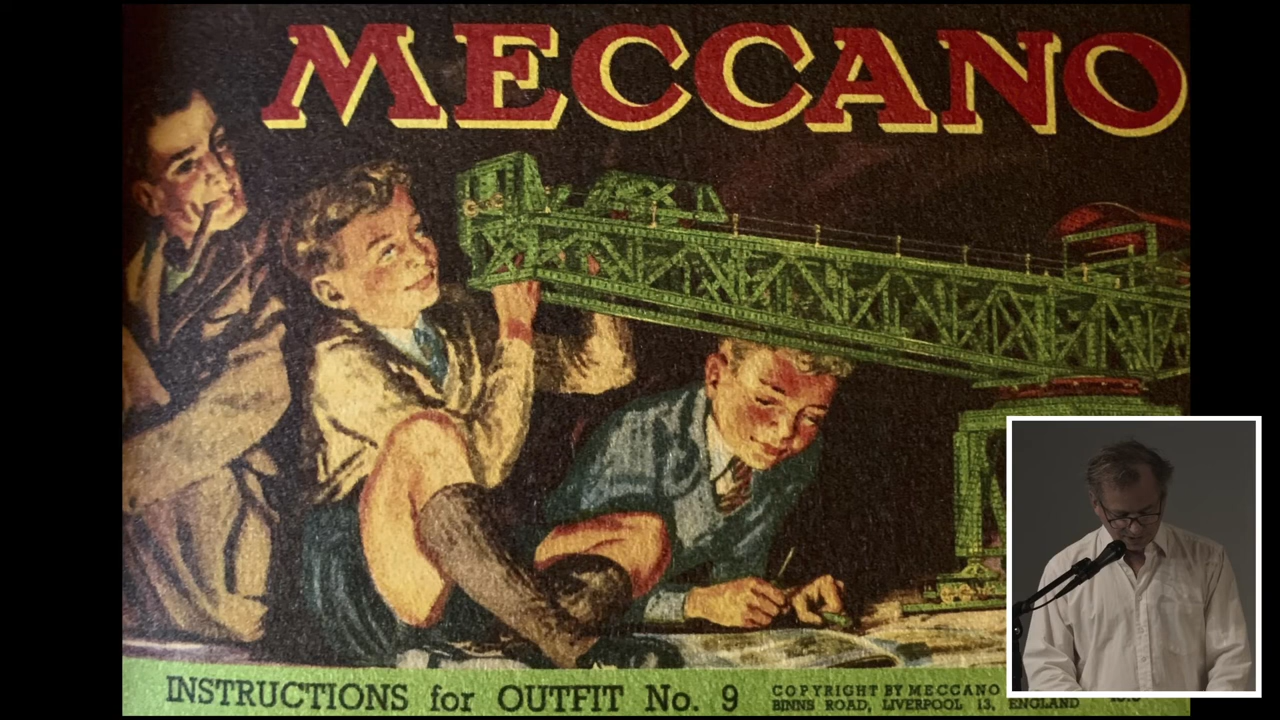 MECCANO
INSTRUCTIONS for OUTFIT No. 9
COPYRIGHT BY MECCANO
BINNS ROAD, LIVERPOOL 13, ENGLAND